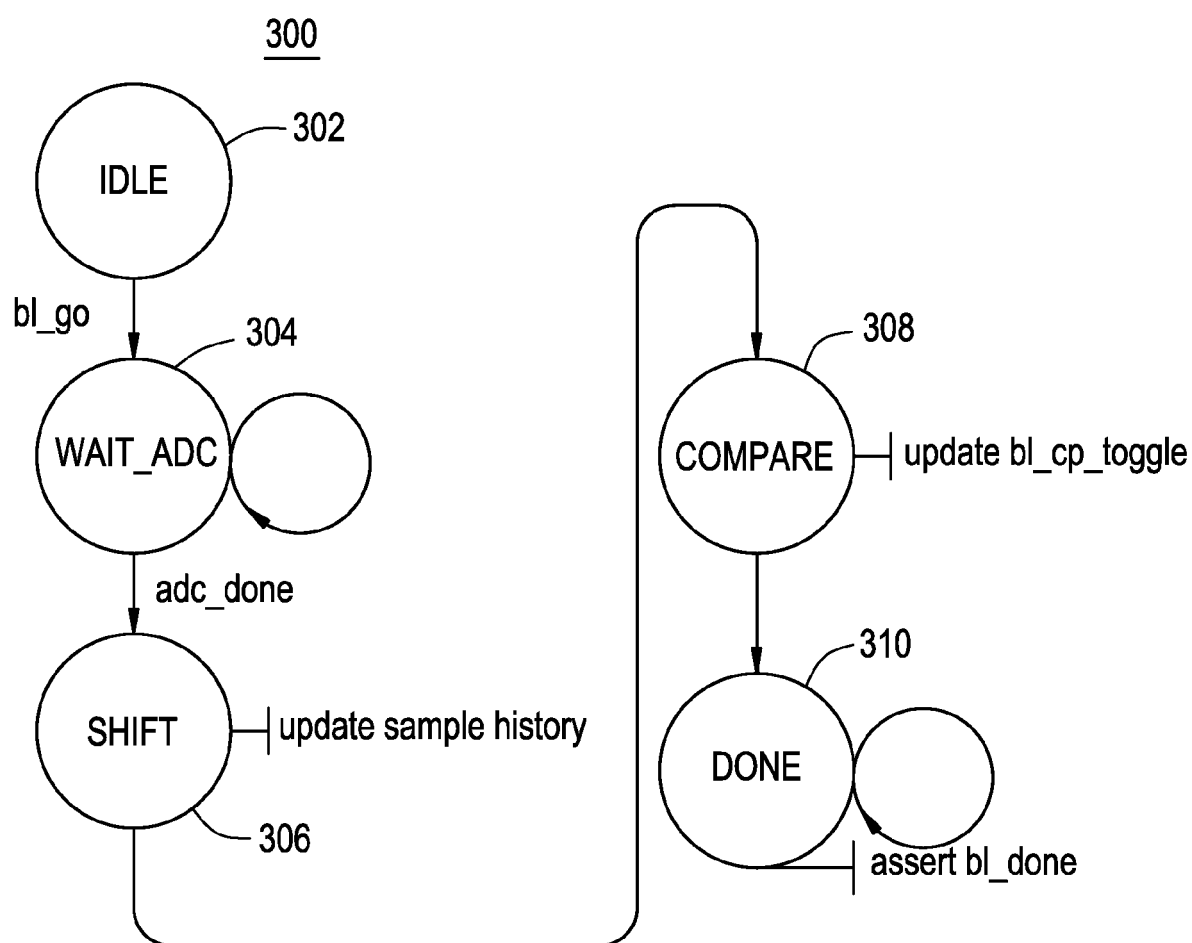 300
302
IDLE
bl_go
304
WAIT_ADC
adc_done
SHIFT
update sample history
306
308
COMPARE
update bl_cp_toggle
310
DONE
assert bl_done